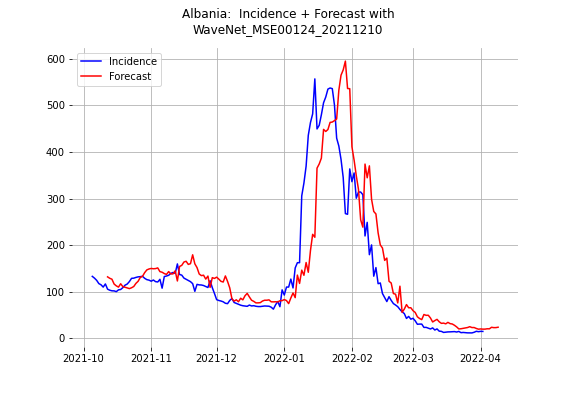 Albania:  Incidence + Forecast with
WaveNet_MSE00124_20211210
Incidence
Forecast
600
500
400
300
200
100
0
2021-10 2021-11 2021-12 2022-01 2022-02 2022-03 2022-04